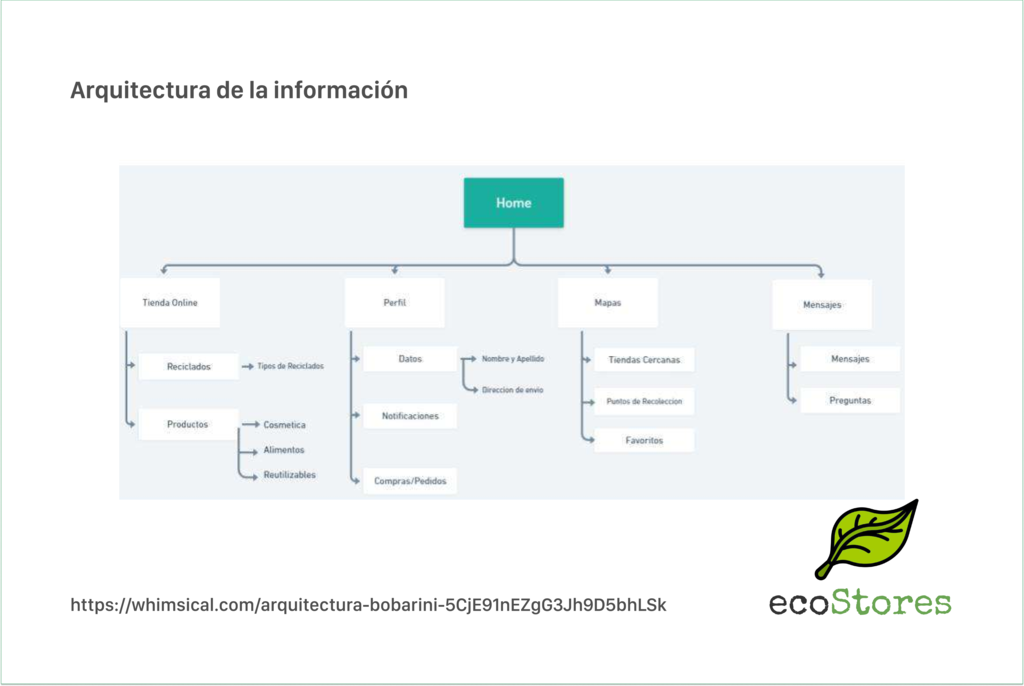 Arquitectura de la información
Home
Tienda Online
Perfil
Mapas
Mensajes
Reciclados
Tipos de Reciclados
Productos
Cosmetica
Alimentos
Reutilizables
Datos
Nombre y Apellido
Direccion de envio
Notificaciones
Compras/Pedidos
Tiendas Cercanas
Puntos de Recoleccion
Favoritos
Mensajes
Preguntas
https://whimsical.com/arquitectura-bobarini-5CjE91nEZgG3Jh9D5bhLSk
ecoStores